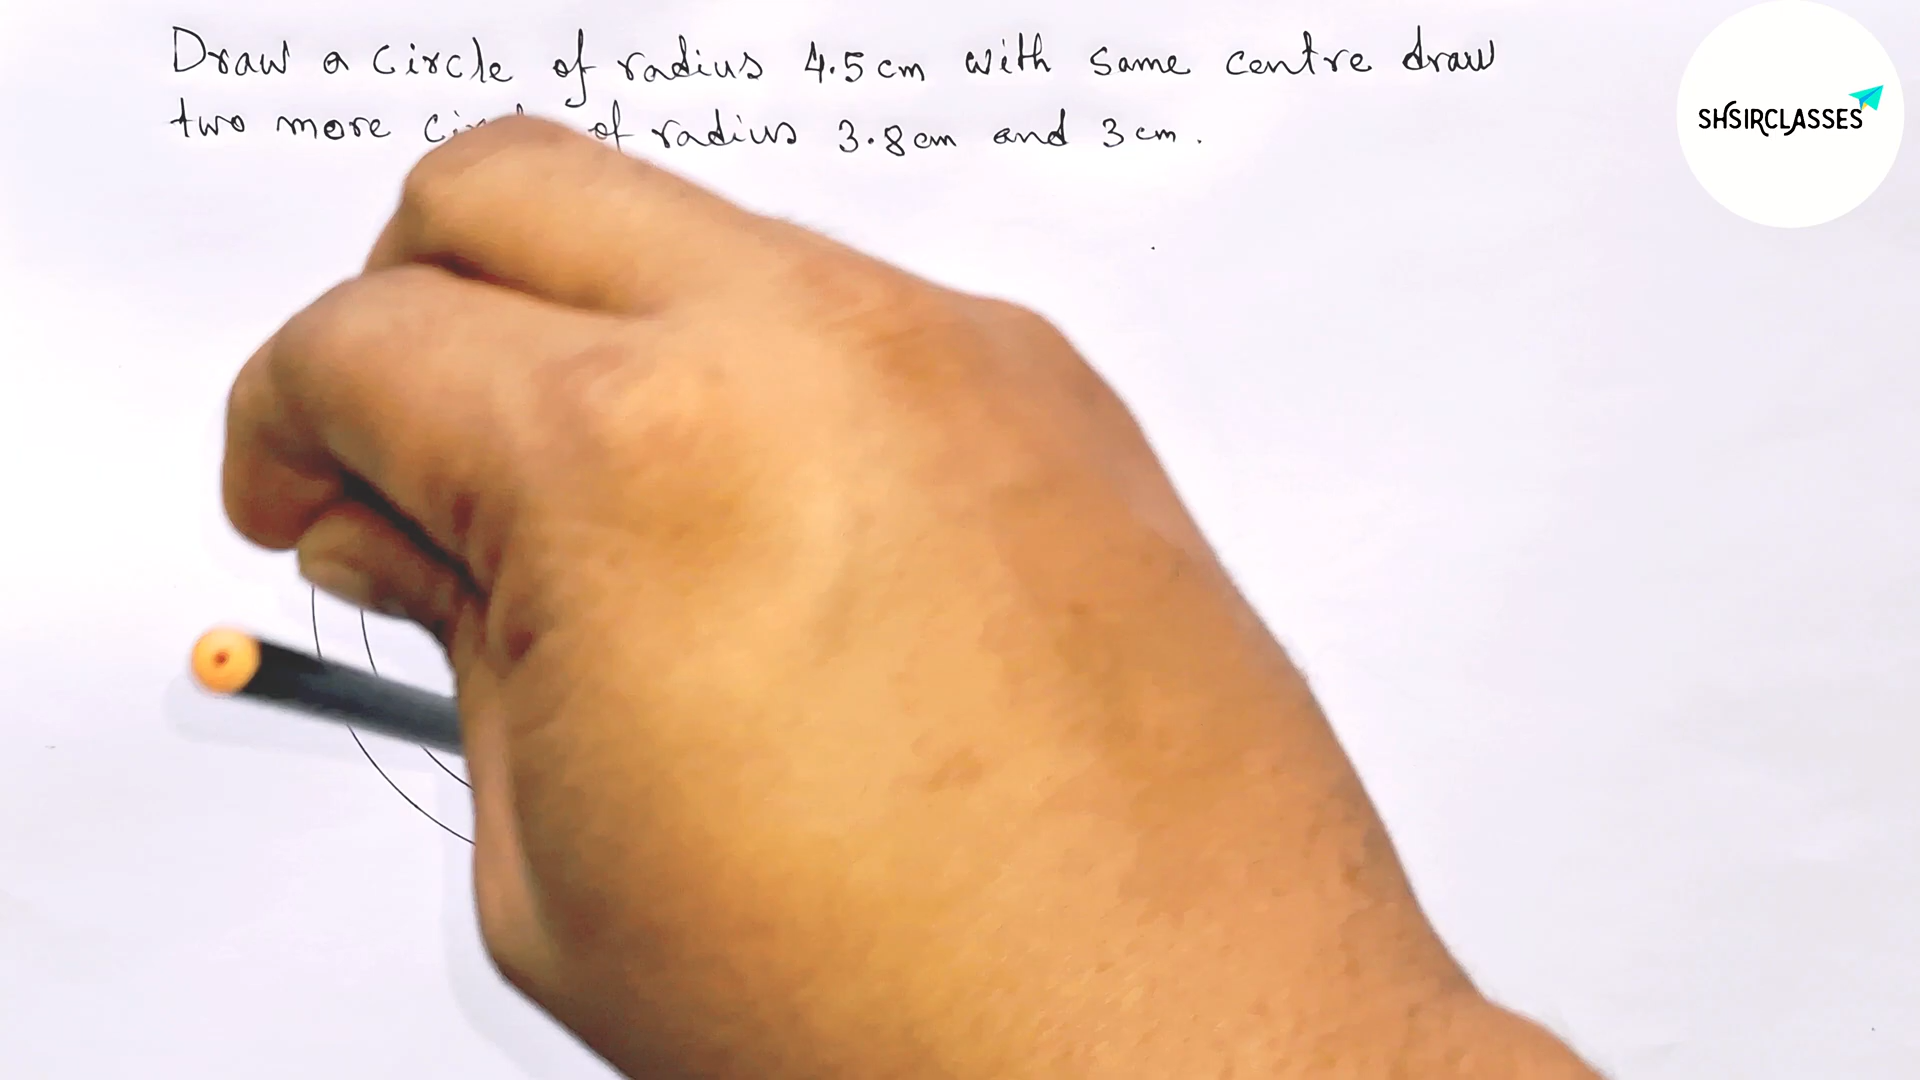 Draw a circle of radius 4.5 cm with same centre draw
two more of radius 3.8 cm and 3 cm.
SHSIRCLASSES